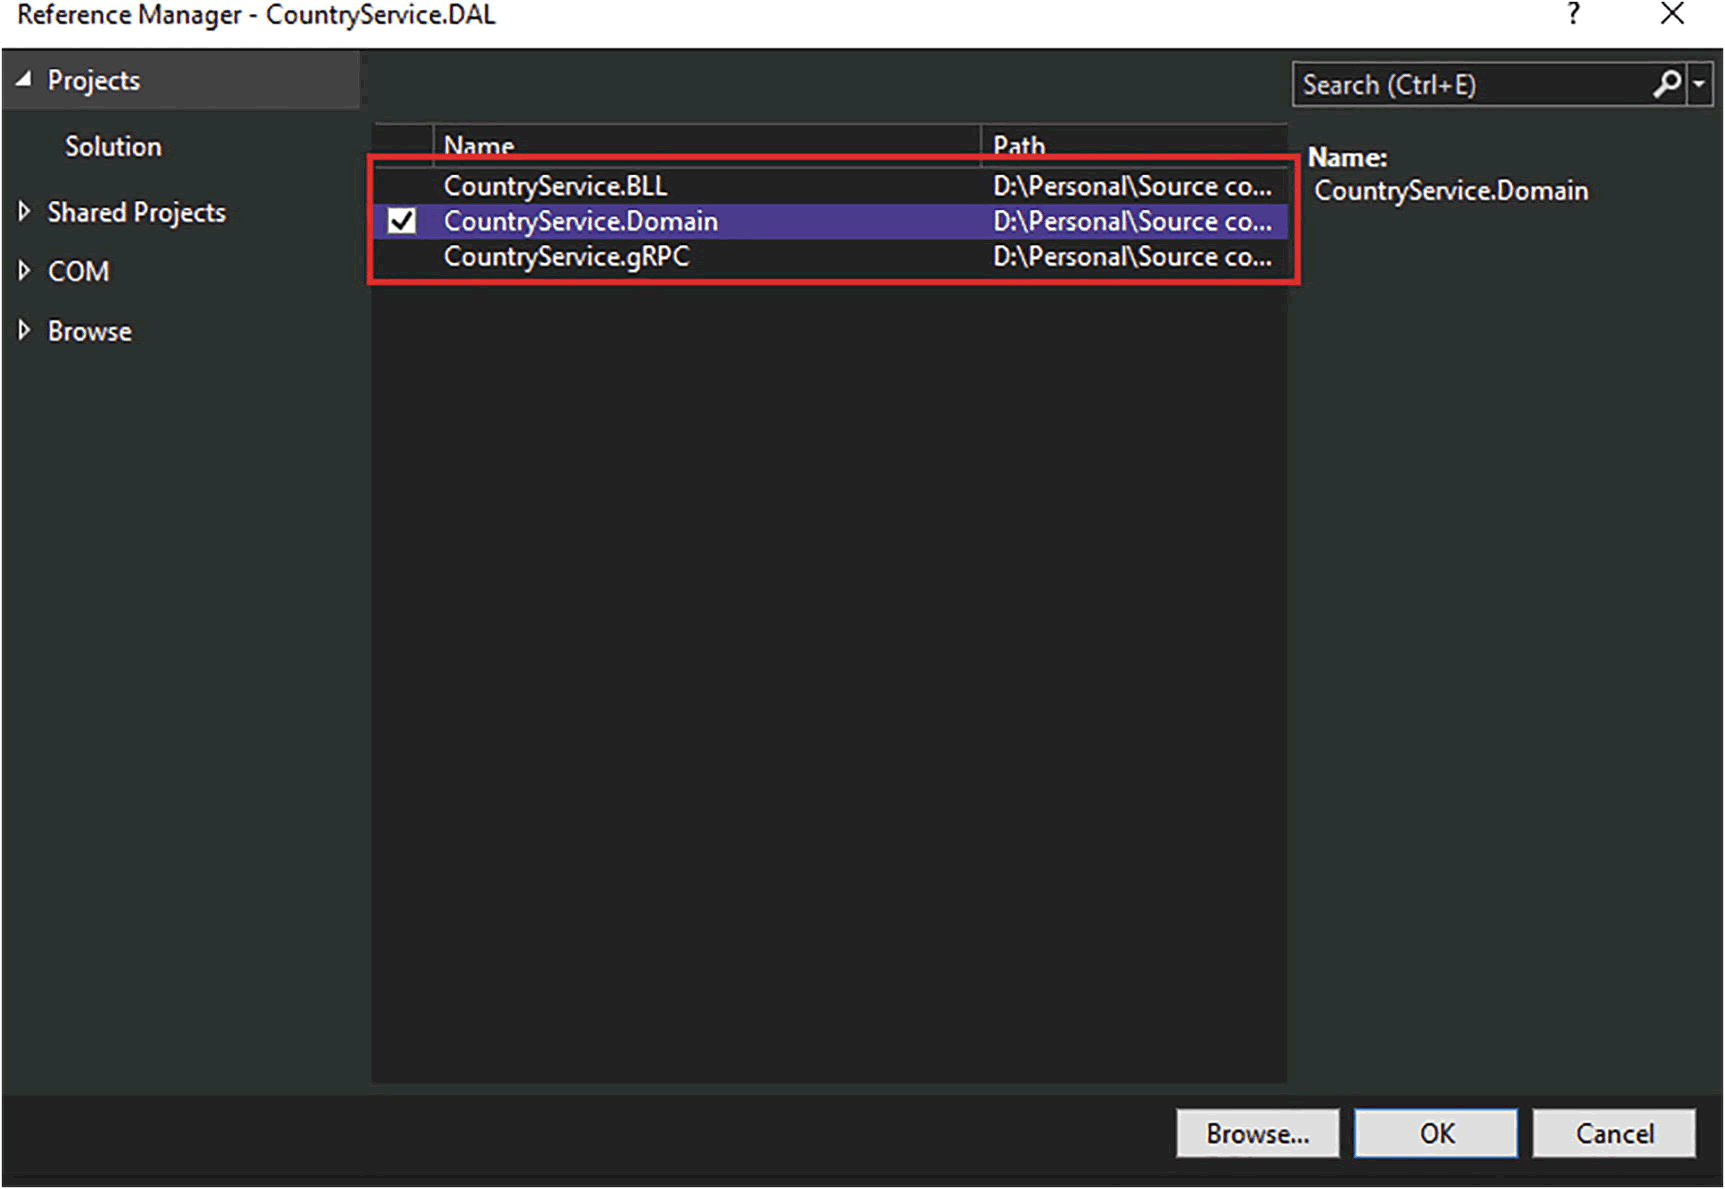 Reference Manager - CountryService.DAL
?
Projects
Solution
Shared Projects
COM
Browse
Name Path
CountryService.BLL D:\Personal\Source co...
CountryService.Domain D:\Personal\Source co...
CountryService.gRPC D:\Personal\Source co...
Search (Ctrl+E)
Name:
CountryService.Domain
Browse... OK Cancel